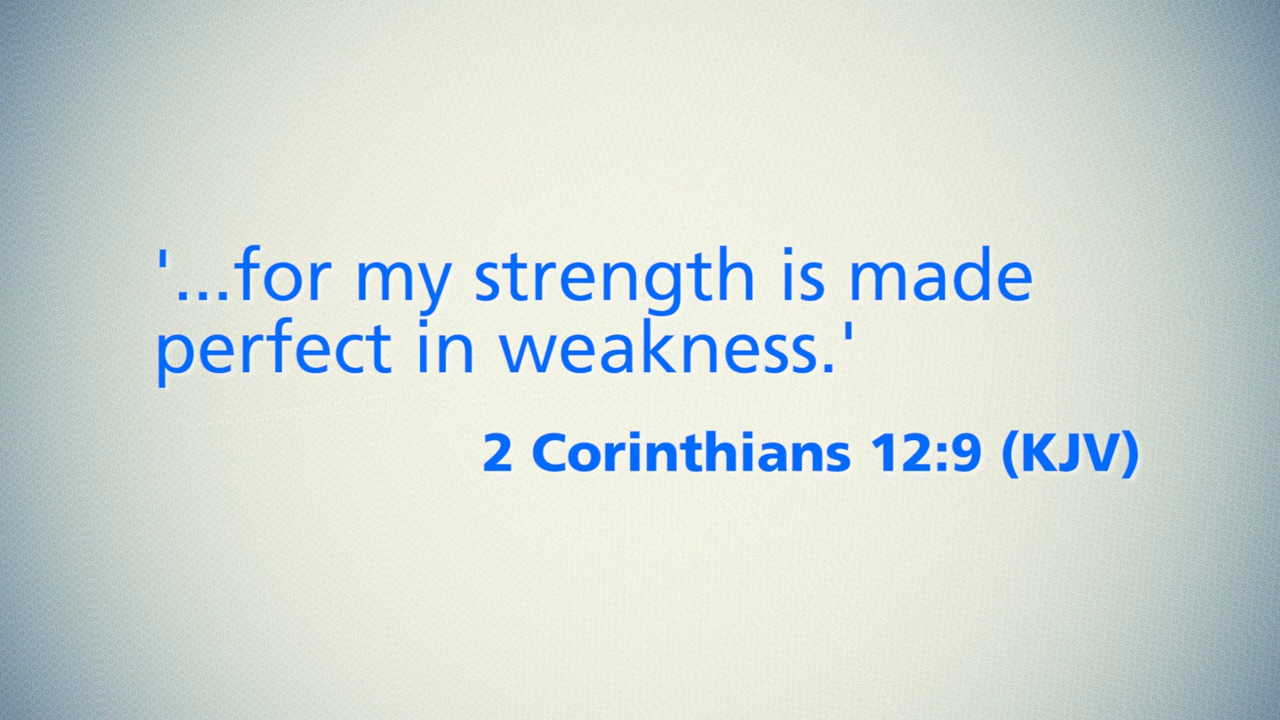 '...for my strength is made
perfect in weakness.'
2 Corinthians 12:9 (KJV)